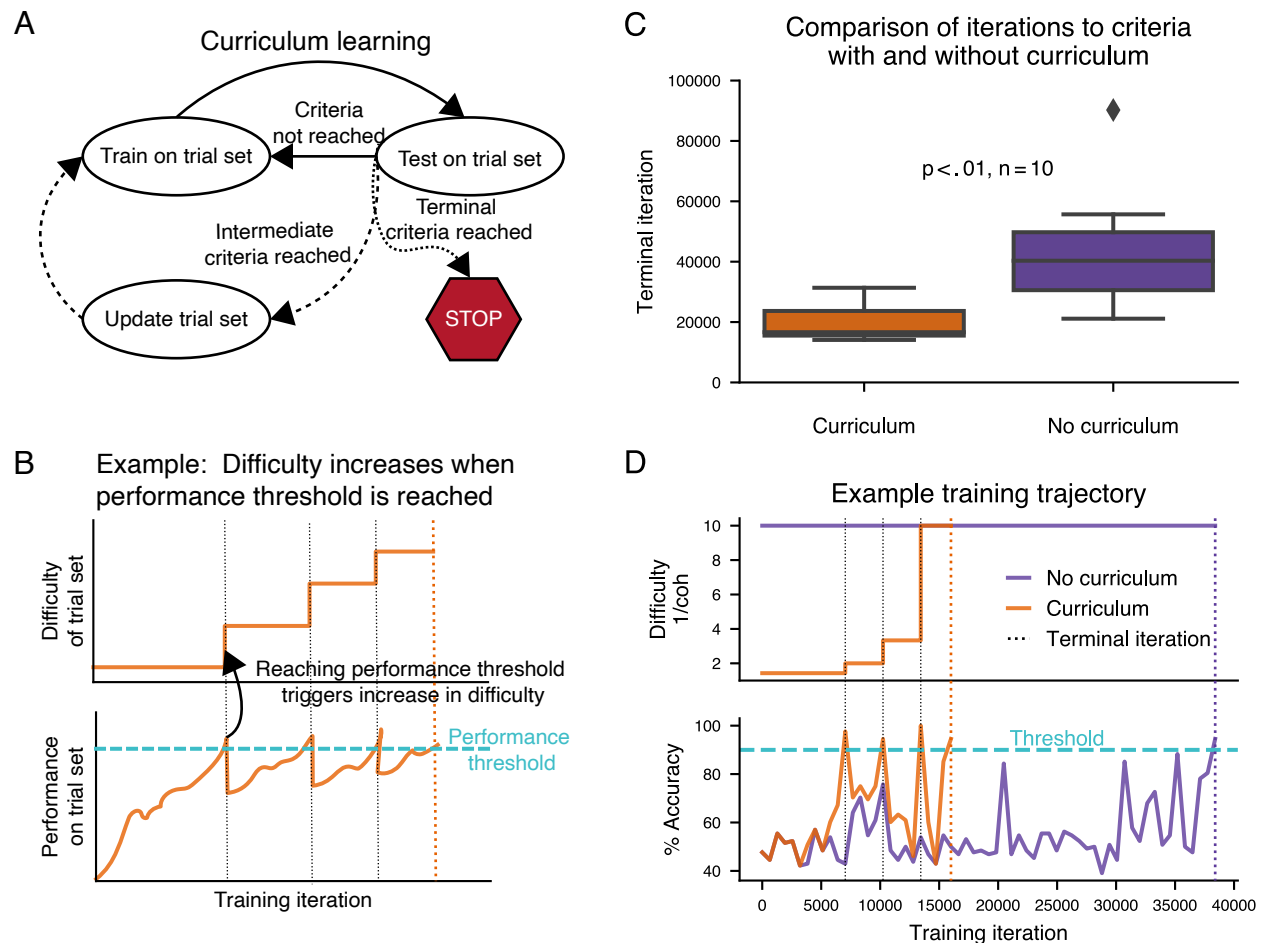 A
Curriculum learning
Criteria
not reached
Train on trial set
Test on trial set
Terminal
criteria reached
Intermediate
criteria reached
Update trial set
STOP
B
Example: Difficulty increases when
performance threshold is reached
Difficulty
of trial set
Reaching performance threshold
triggers increase in difficulty
Performance
on trial set
Performance
threshold
Training iteration
C
Comparison of iterations to criteria
with and without curriculum
Terminal iteration
100000
80000
60000
40000
20000
0
p<.01, n=10
Curriculum
No curriculum
D
Example training trajectory
Difficulty
1/coh
10
8
6
4
2
No curriculum
Curriculum
Terminal iteration
% Accuracy
100
80
60
40
Threshold
0 5000 10000 15000 20000 25000 30000 35000 40000
Training iteration